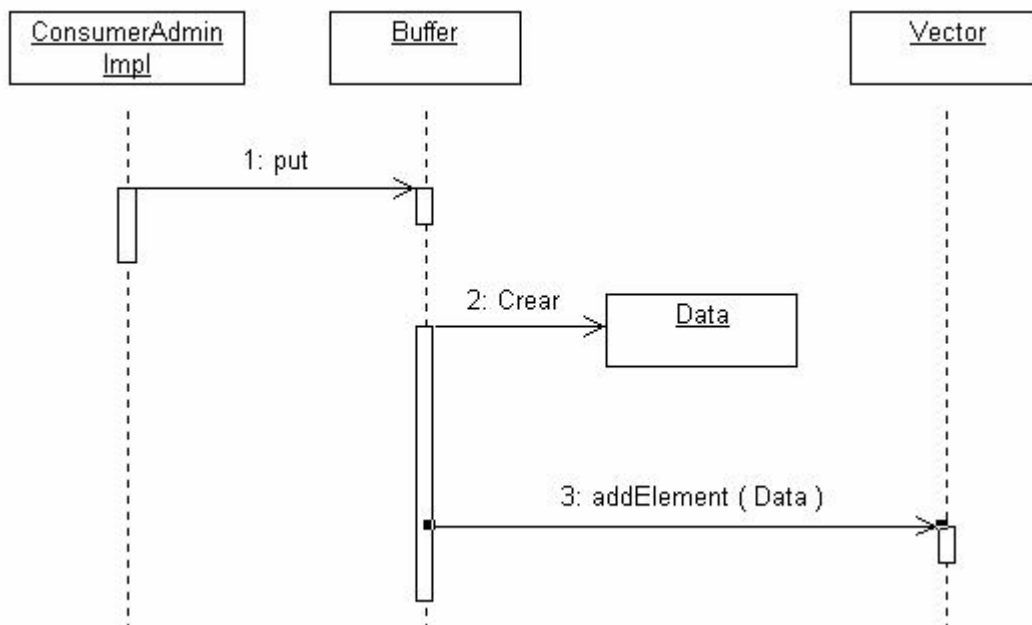 ConsumerAdmin
Impl
Buffer
Vector
1: put
2: Crear
Data
3: addElement ( Data )